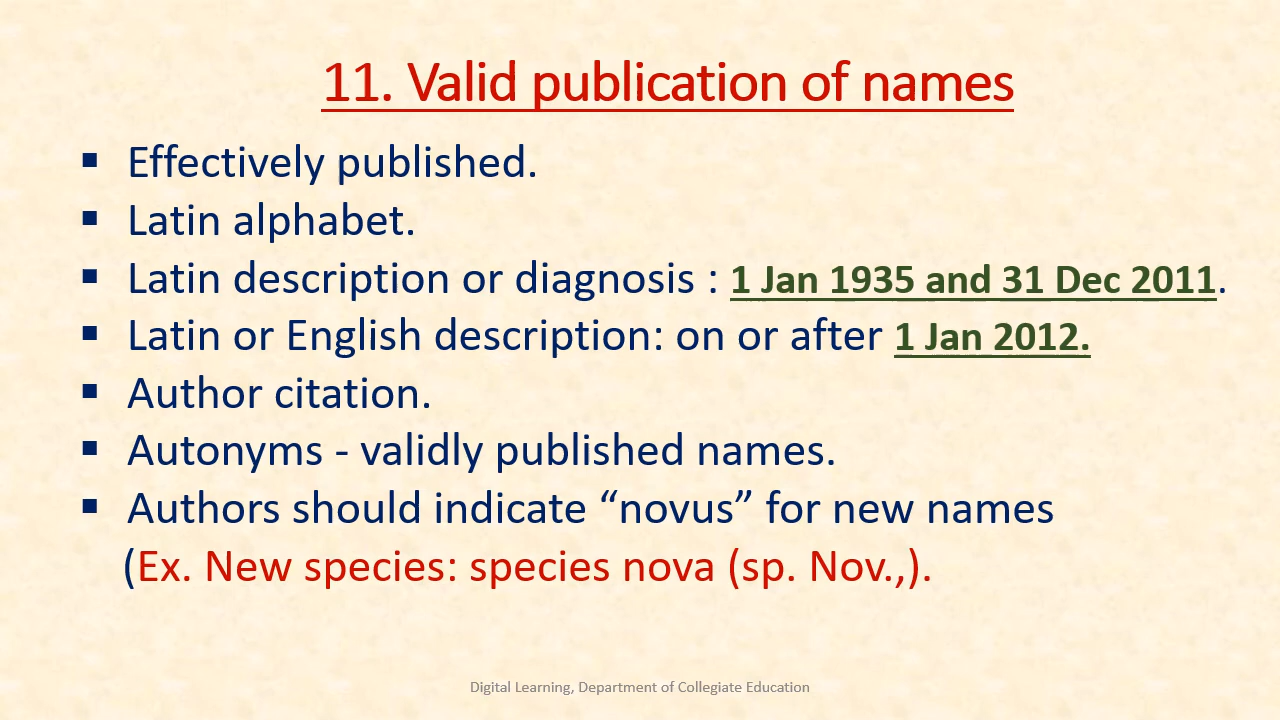 11. Valid publication of names
▪ Effectively published.
▪ Latin alphabet.
▪ Latin description or diagnosis : 1 Jan 1935 and 31 Dec 2011.
▪ Latin or English description: on or after 1 Jan 2012.
▪ Author citation.
▪ Autonyms - validly published names.
▪ Authors should indicate “novus” for new names
(Ex. New species: species nova (sp. Nov.,).
Digital Learning, Department of Collegiate Education